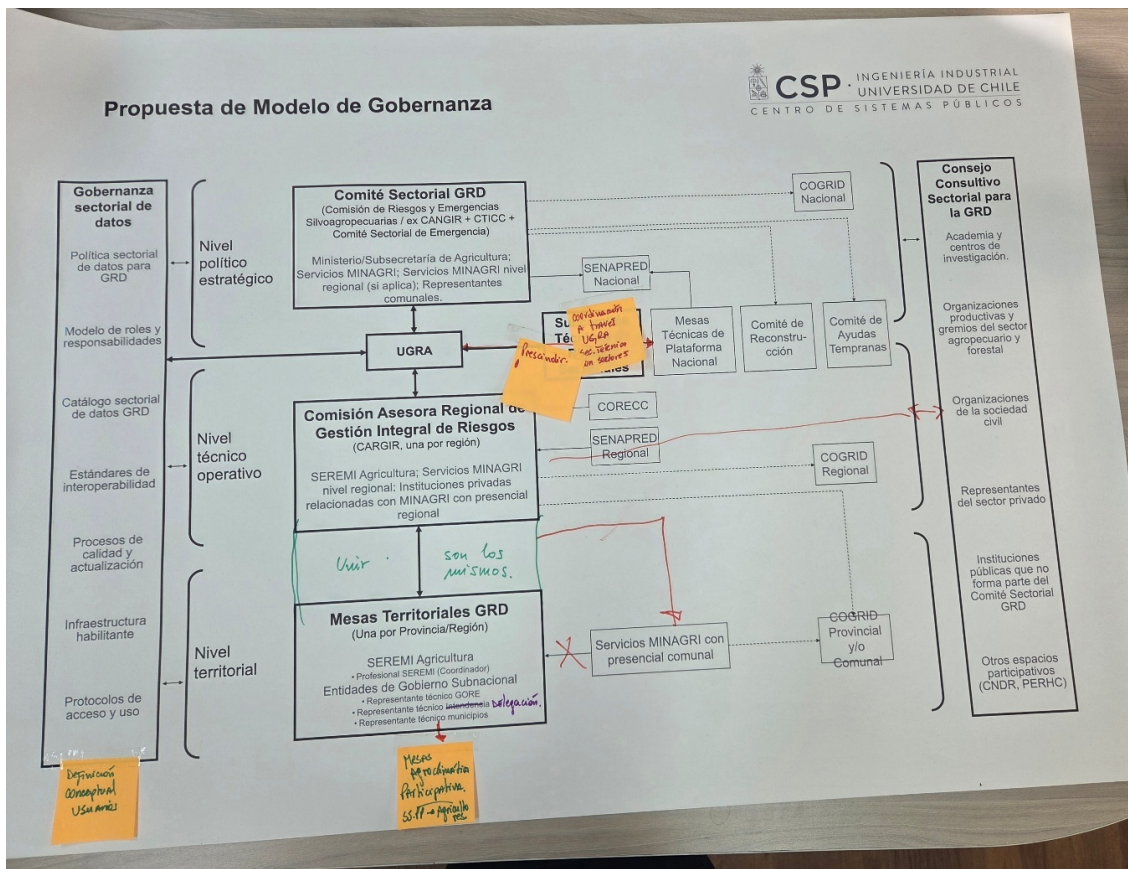 Propuesta de Modelo de Gobernanza
CSP · INGENIERÍA INDUSTRIAL
UNIVERSIDAD DE CHILE
CENTRO DE SISTEMAS PÚBLICOS
Gobernanza
sectorial de
datos
Política sectorial
de datos para
GRD
Modelo de roles y
responsabilidades
Catálogo sectorial
de datos GRD
Estándares de
interoperabilidad
Procesos de
calidad y
actualización
Infraestructura
habilitante
Protocolos de
acceso y uso
Definición
conceptual
usuarios
Nivel
político
estratégico
Nivel
técnico
operativo
Nivel
territorial
Comité Sectorial GRD
(Comisión de Riesgos y Emergencias
Silvoagropecuarias / ex CANGIR + CTICC +
Comité Sectorial de Emergencia)
Ministerio/Subsecretaría de Agricultura;
Servicios MINAGRI; Servicios MINAGRI nivel
regional (si aplica); Representantes
comunales.
UGRA
Prescindir.
Coordinación
A través
UGRA
Sec. Técnico
en sectores
Comisión Asesora Regional de
Gestión Integral de Riesgos
(CARGIR, una por región)
SEREMI Agricultura; Servicios MINAGRI
nivel regional; Instituciones privadas
relacionadas con MINAGRI con presencial
regional
Unir.
son los
mismos.
Mesas Territoriales GRD
(Una por Provincia/Región)
SEREMI Agricultura
• Profesional SEREMI (Coordinador)
Entidades de Gobierno Subnacional
• Representante técnico GORE
• Representante técnico Intendencia Delegación.
• Representante técnico municipios
Mesas
Agroclimática
Participativa.
SS.PP → Agricultores
COGRID
Nacional
SENAPRED
Nacional
Mesas
Técnicas de
Plataforma
Nacional
Comité de
Reconstru-
cción
Comité de
Ayudas
Tempranas
CORECC
SENAPRED
Regional
COGRID
Regional
Servicios MINAGRI con
presencial comunal
COGRID
Provincial
y/o
Comunal
Consejo
Consultivo
Sectorial para
la GRD
Academia y
centros de
investigación.
Organizaciones
productivas y
gremios del sector
agropecuario y
forestal
Organizaciones
de la sociedad
civil
Representantes
del sector privado
Instituciones
públicas que no
forma parte del
Comité Sectorial
GRD
Otros espacios
participativos
(CNDR, PERHC)